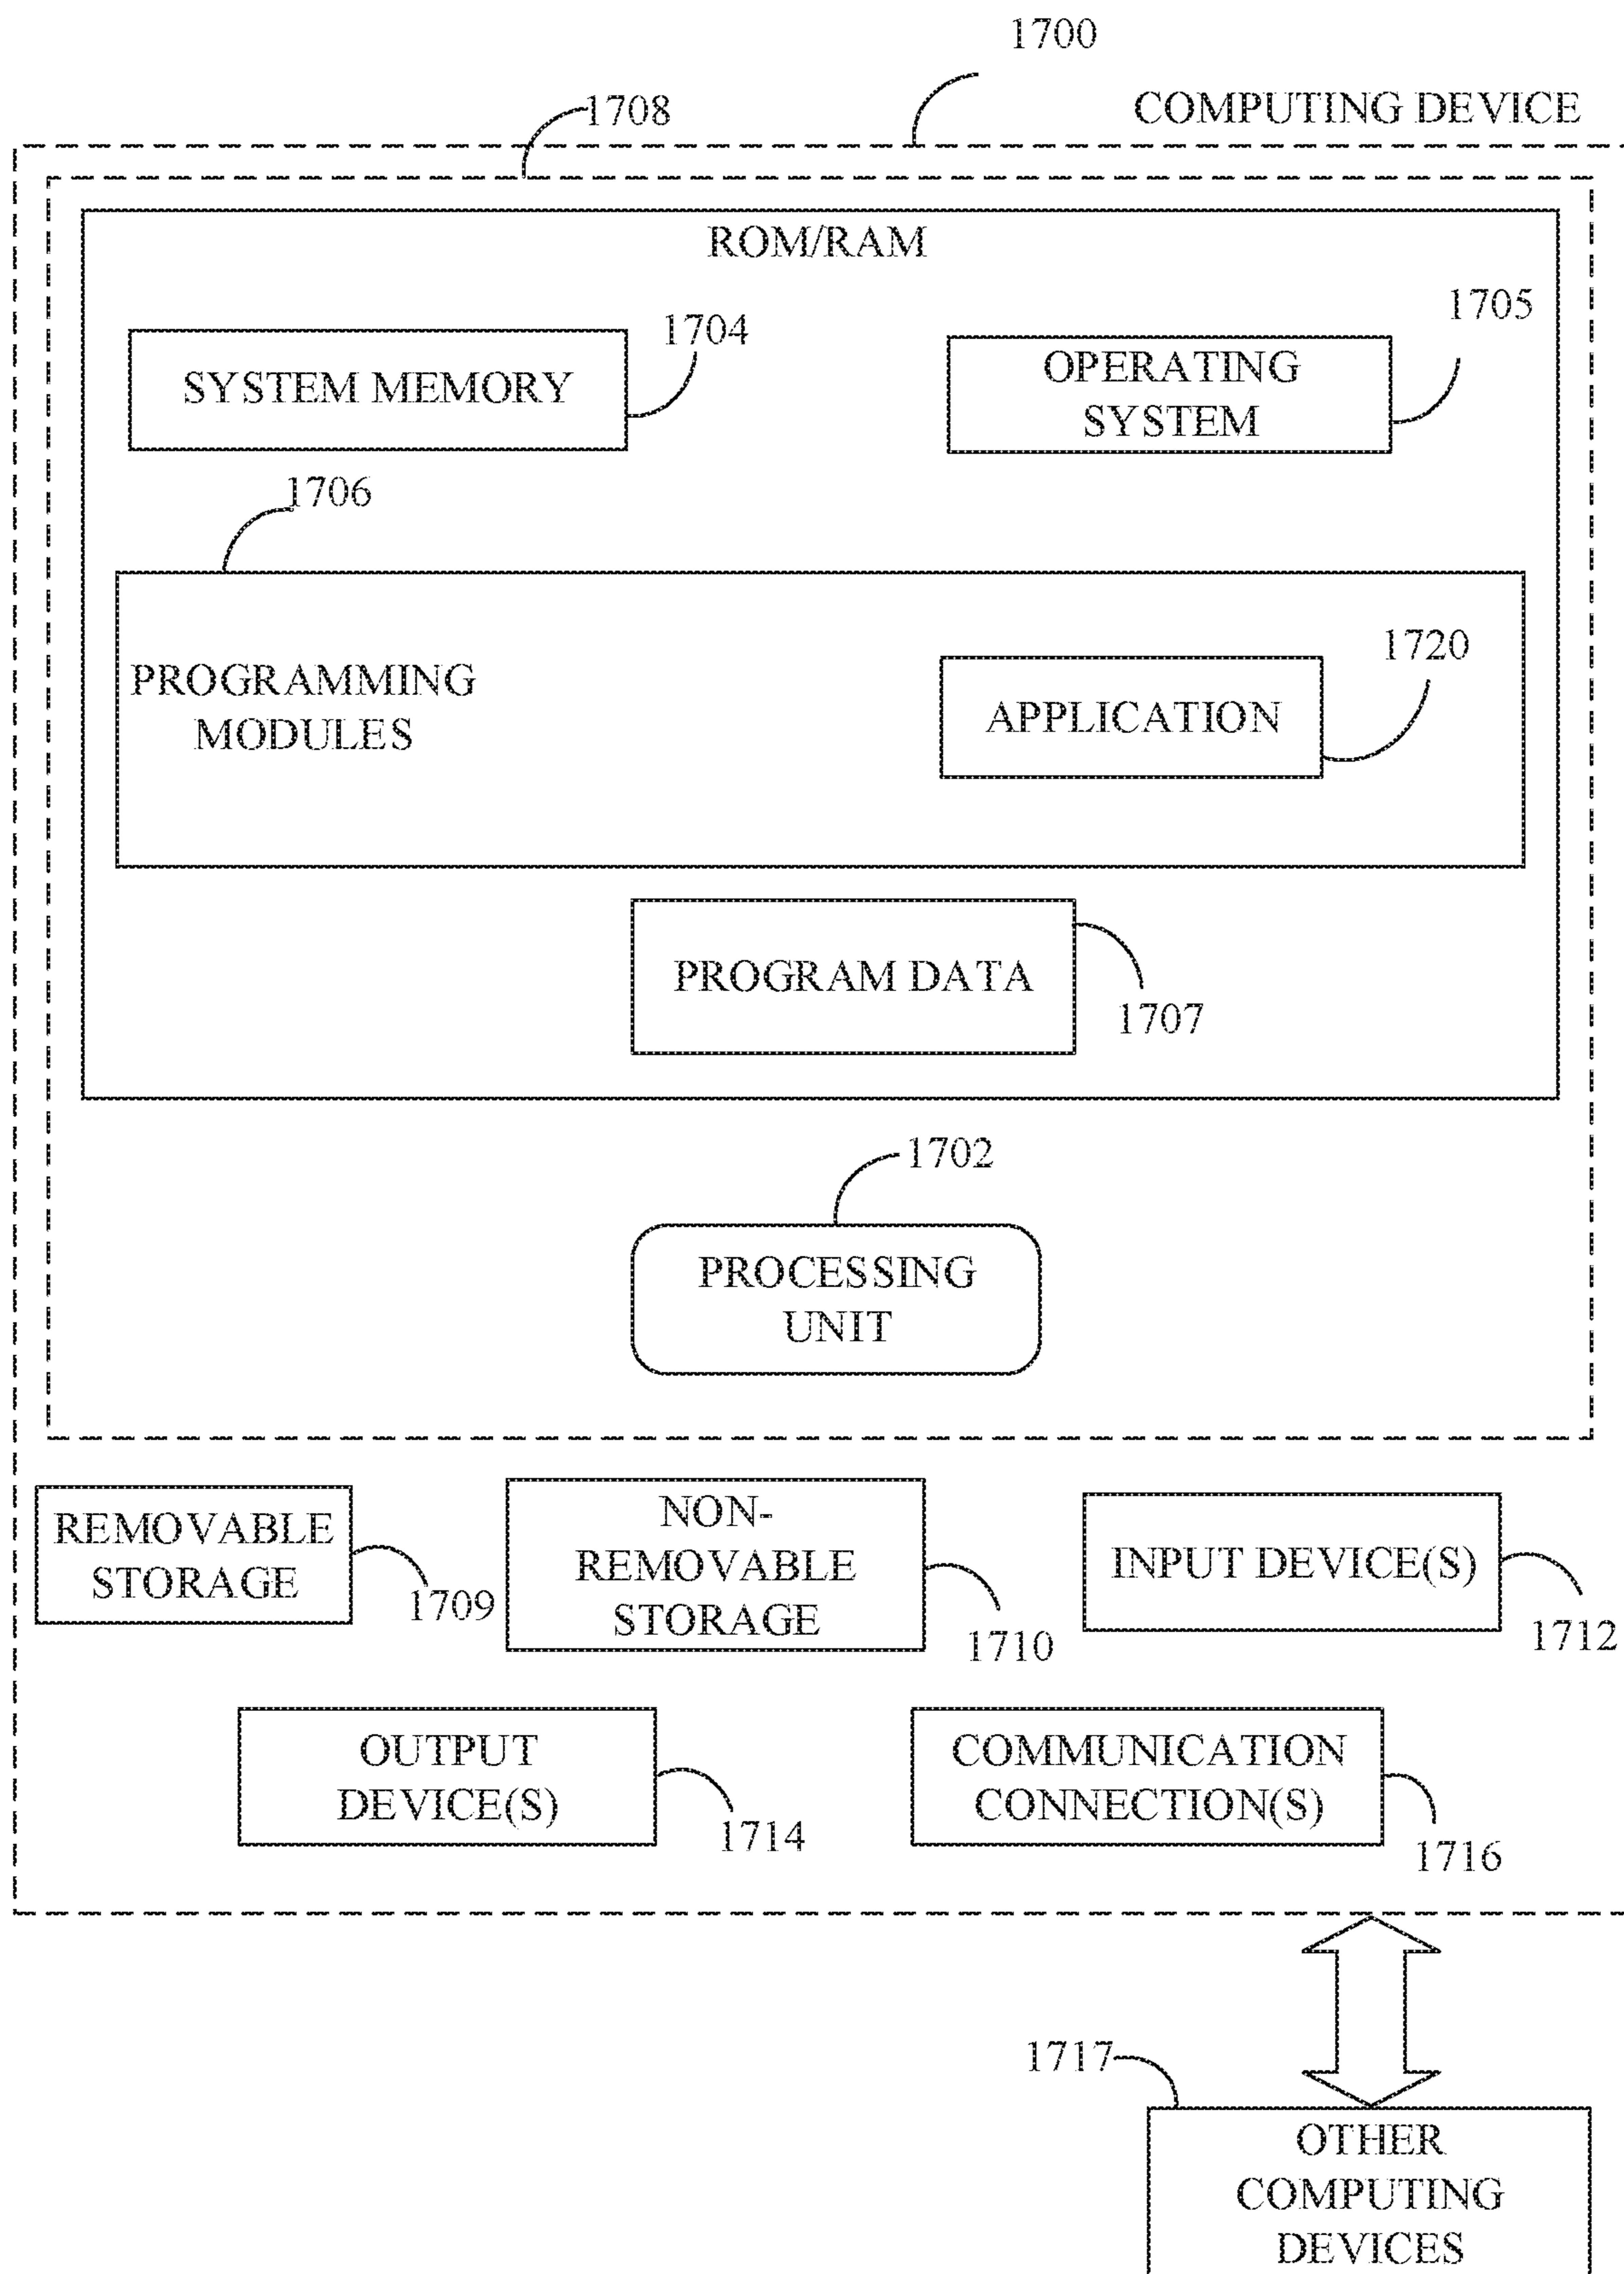 1700
1708
COMPUTING DEVICE
ROM/RAM
1704
1705
SYSTEM MEMORY
OPERATING
SYSTEM
1706
PROGRAMMING
MODULES
1720
APPLICATION
PROGRAM DATA
1707
1702
PROCESSING
UNIT
REMOVABLE
STORAGE
1709
NON-
REMOVABLE
STORAGE
1710
INPUT DEVICE(S)
1712
OUTPUT
DEVICE(S)
1714
COMMUNICATION
CONNECTION(S)
1716
1717
OTHER
COMPUTING
DEVICES